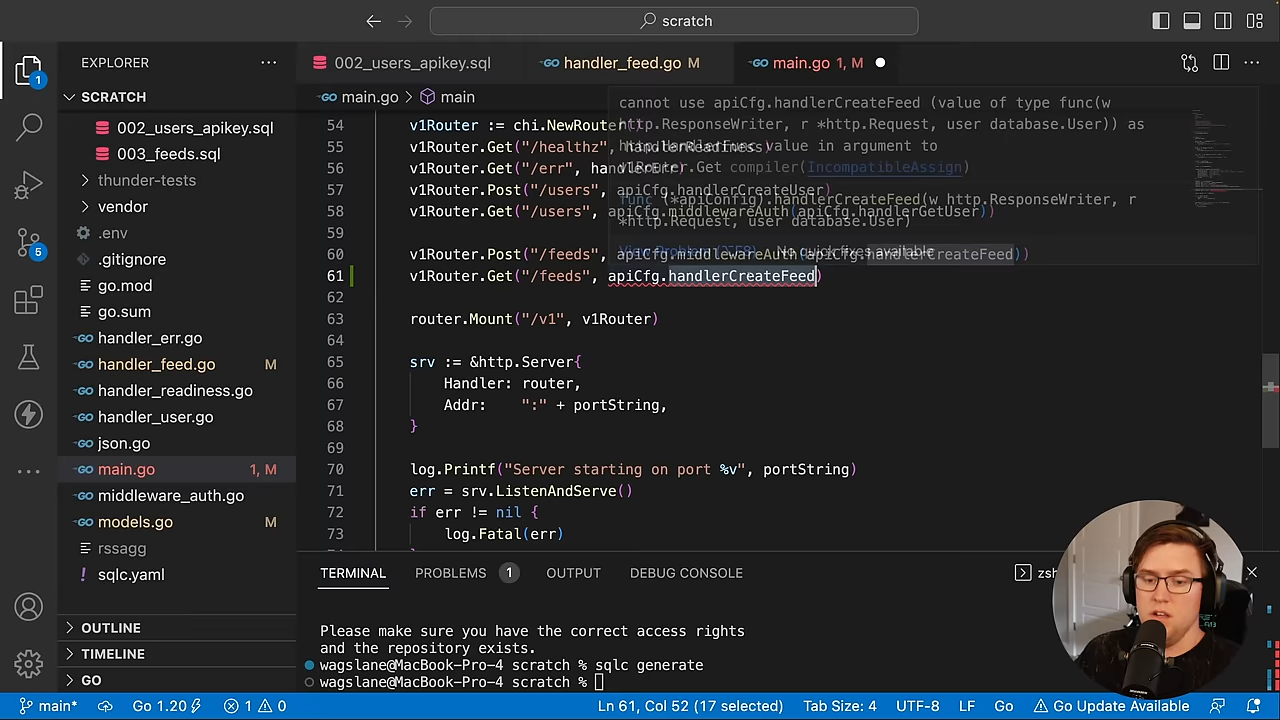 scratch
EXPLORER
SCRATCH
002_users_apikey.sql
003_feeds.sql
thunder-tests
vendor
.env
.gitignore
go.mod
go.sum
handler_err.go
handler_feed.go M
handler_readiness.go
handler_user.go
json.go
main.go 1, M
middleware_auth.go
models.go M
rssagg
sqlc.yaml
OUTLINE
TIMELINE
GO
1
5
002_users_apikey.sql
handler_feed.go M
main.go 1, M
main.go > main
cannot use apiCfg.handlerCreateFeed (value of type func(w
http.ResponseWriter, r *http.Request, user database.User)) as
http.HandlerFunc value in argument to
v1Router.Get compiler(IncompatibleAssign)
func (*apiConfig).handlerCreateFeed(w http.ResponseWriter, r
*http.Request, user database.User)
View Problem No quick fixes available
54 v1Router := chi.NewRouter()
55 v1Router.Get("/healthz", handlerReadiness)
56 v1Router.Get("/err", handlerErr)
57 v1Router.Post("/users", apiCfg.handlerCreateUser)
58 v1Router.Get("/users", apiCfg.middlewareAuth(apiCfg.handlerGetUser))
59
60 v1Router.Post("/feeds", apiCfg.middlewareAuth(apiCfg.handlerCreateFeed))
61 v1Router.Get("/feeds", apiCfg.handlerCreateFeed)
62
63 router.Mount("/v1", v1Router)
64
65 srv := &http.Server{
66 Handler: router,
67 Addr: ":" + portString,
68 }
69
70 log.Printf("Server starting on port %v", portString)
71 err = srv.ListenAndServe()
72 if err != nil {
73 log.Fatal(err)
TERMINAL PROBLEMS 1 OUTPUT DEBUG CONSOLE
Please make sure you have the correct access rights
and the repository exists.
wagslane@MacBook-Pro-4 scratch % sqlc generate
wagslane@MacBook-Pro-4 scratch %
main* Go 1.20 1 0 Ln 61, Col 52 (17 selected) Tab Size: 4 UTF-8 LF Go Go Update Available